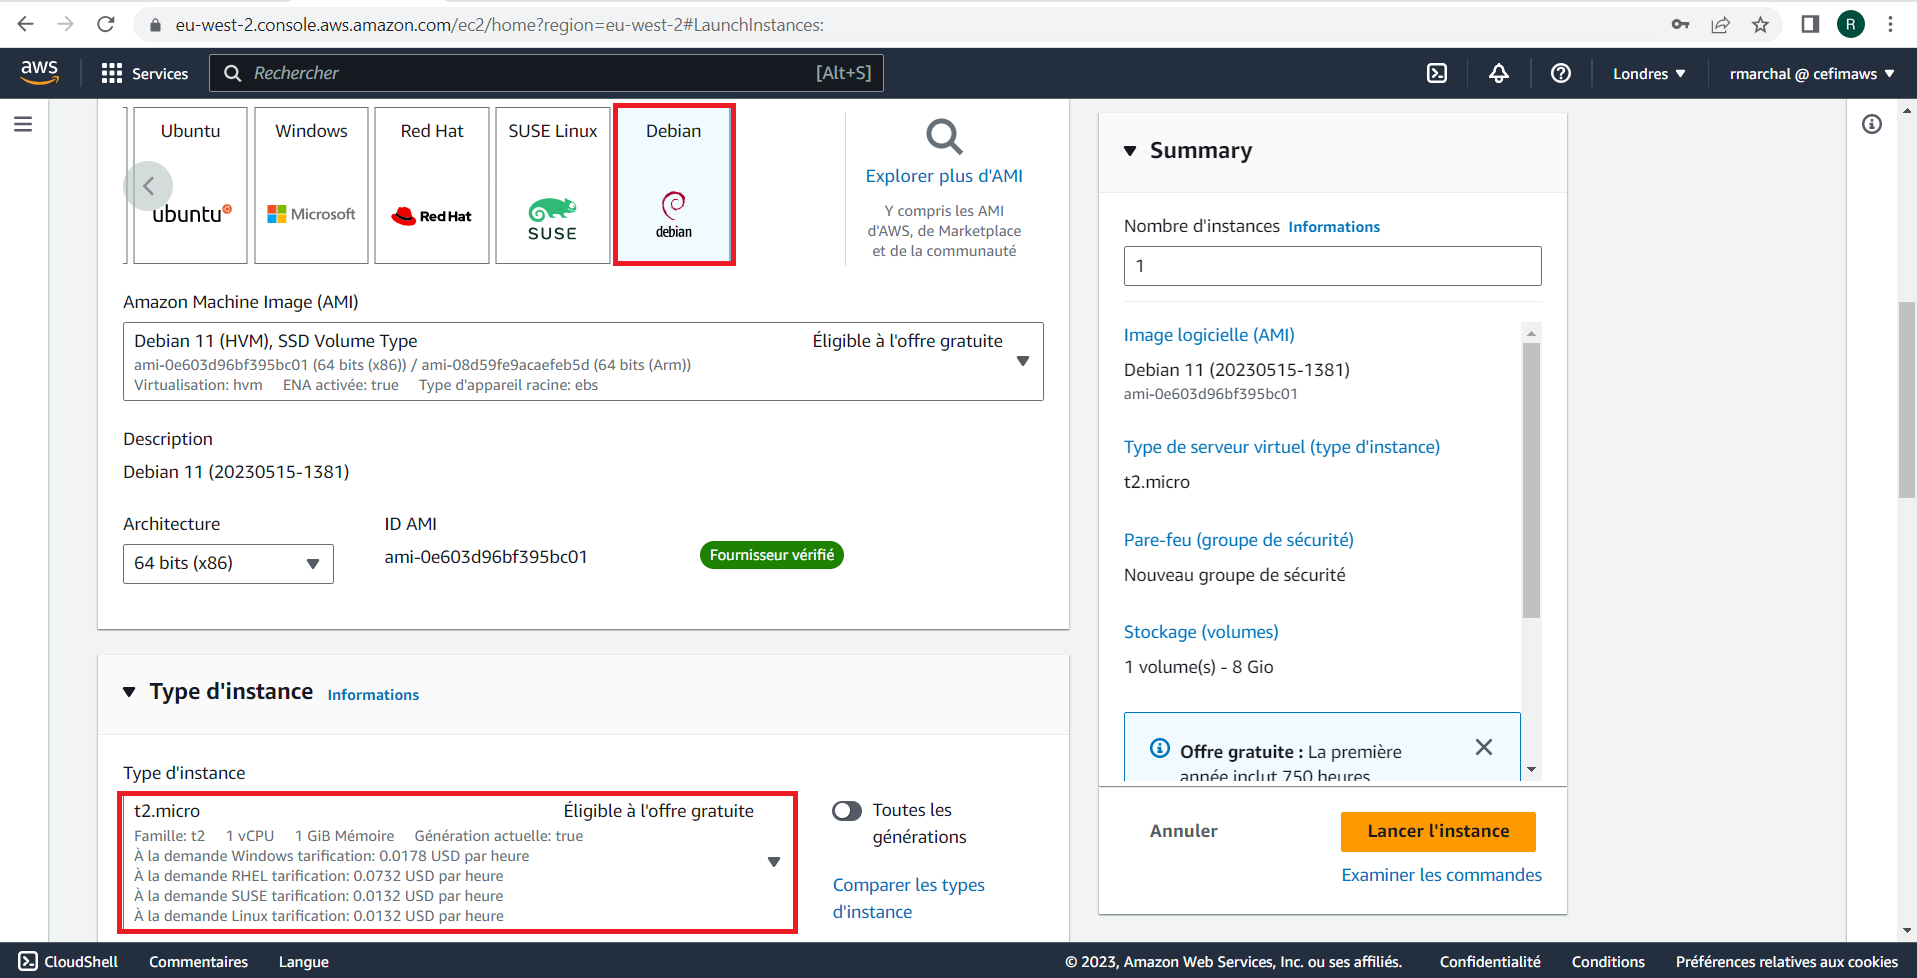 eu-west-2.console.aws.amazon.com/ec2/home?region=eu-west-2#LaunchInstances:
R
aws
Services
Rechercher
[Alt+S]
Londres
rmarchal @ cefimaws
Ubuntu
ubuntu
Windows
Microsoft
Red Hat
Red Hat
SUSE Linux
SUSE
Debian
debian
Explorer plus d'AMI
Y compris les AMI
d'AWS, de Marketplace
et de la communauté
Amazon Machine Image (AMI)
Debian 11 (HVM), SSD Volume Type
Éligible à l'offre gratuite
ami-0e603d96bf395bc01 (64 bits (x86)) / ami-08d59fe9acaefeb5d (64 bits (Arm))
Virtualisation: hvm ENA activée: true Type d'appareil racine: ebs
Description
Debian 11 (20230515-1381)
Architecture
64 bits (x86)
ID AMI
ami-0e603d96bf395bc01
Fournisseur vérifié
Type d'instance Informations
Type d'instance
t2.micro
Éligible à l'offre gratuite
Famille: t2 1 vCPU 1 GiB Mémoire Génération actuelle: true
À la demande Windows tarification: 0.0178 USD par heure
À la demande RHEL tarification: 0.0732 USD par heure
À la demande SUSE tarification: 0.0132 USD par heure
À la demande Linux tarification: 0.0132 USD par heure
Toutes les
générations
Comparer les types
d'instance
Summary
Nombre d'instances Informations
1
Image logicielle (AMI)
Debian 11 (20230515-1381)
ami-0e603d96bf395bc01
Type de serveur virtuel (type d'instance)
t2.micro
Pare-feu (groupe de sécurité)
Nouveau groupe de sécurité
Stockage (volumes)
1 volume(s) - 8 Gio
Offre gratuite : La première
année inclut 750 heures
Annuler
Lancer l'instance
Examiner les commandes
CloudShell
Commentaires
Langue
© 2023, Amazon Web Services, Inc. ou ses affiliés.
Confidentialité
Conditions
Préférences relatives aux cookies